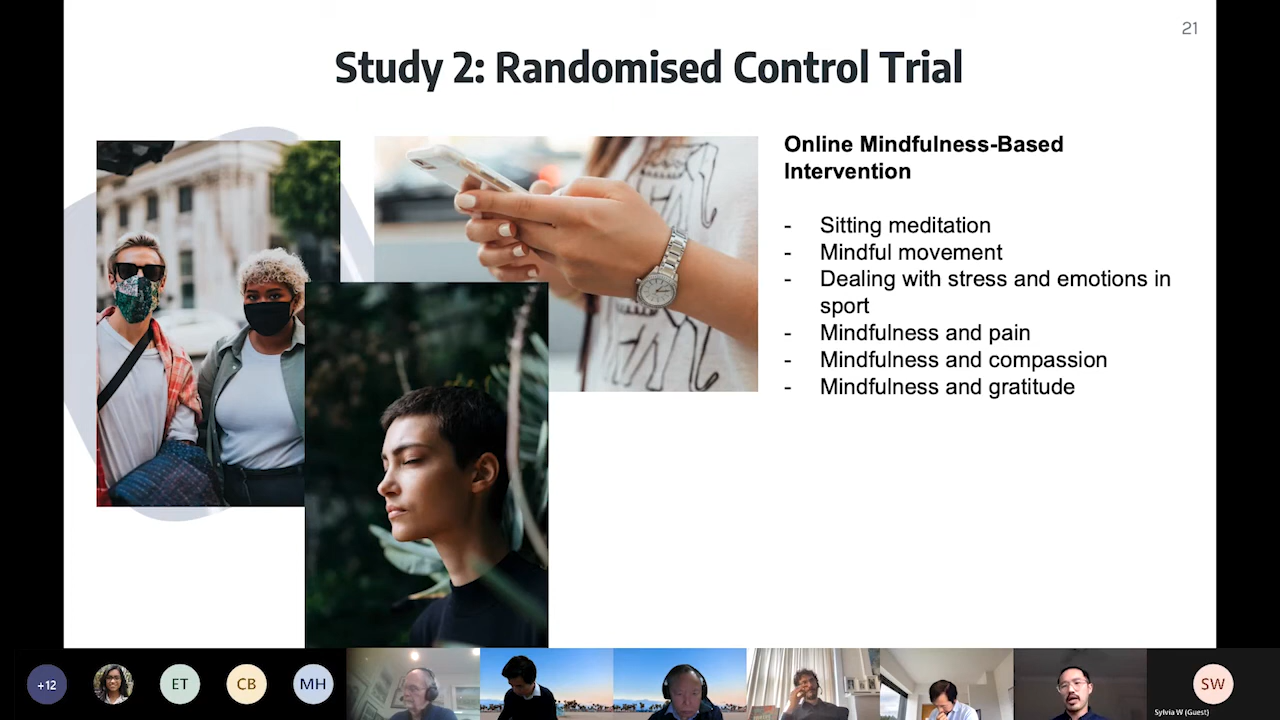 21
Study 2: Randomised Control Trial
Online Mindfulness-Based
Intervention
- Sitting meditation
- Mindful movement
- Dealing with stress and emotions in
sport
- Mindfulness and pain
- Mindfulness and compassion
- Mindfulness and gratitude
+12
ET
CB
MH
SW
Sylvia W (Guest)